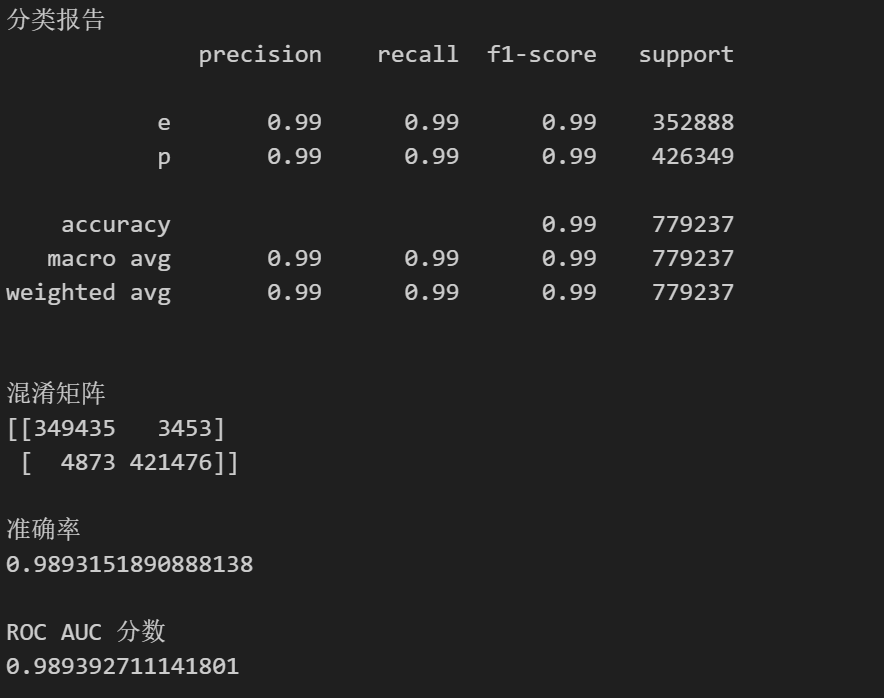 分类报告
precision recall f1-score support
e 0.99 0.99 0.99 352888
p 0.99 0.99 0.99 426349
accuracy 0.99 779237
macro avg 0.99 0.99 0.99 779237
weighted avg 0.99 0.99 0.99 779237
混淆矩阵
[[349435 3453]
[ 4873 421476]]
准确率
0.9893151890888138
ROC AUC 分数
0.989392711141801